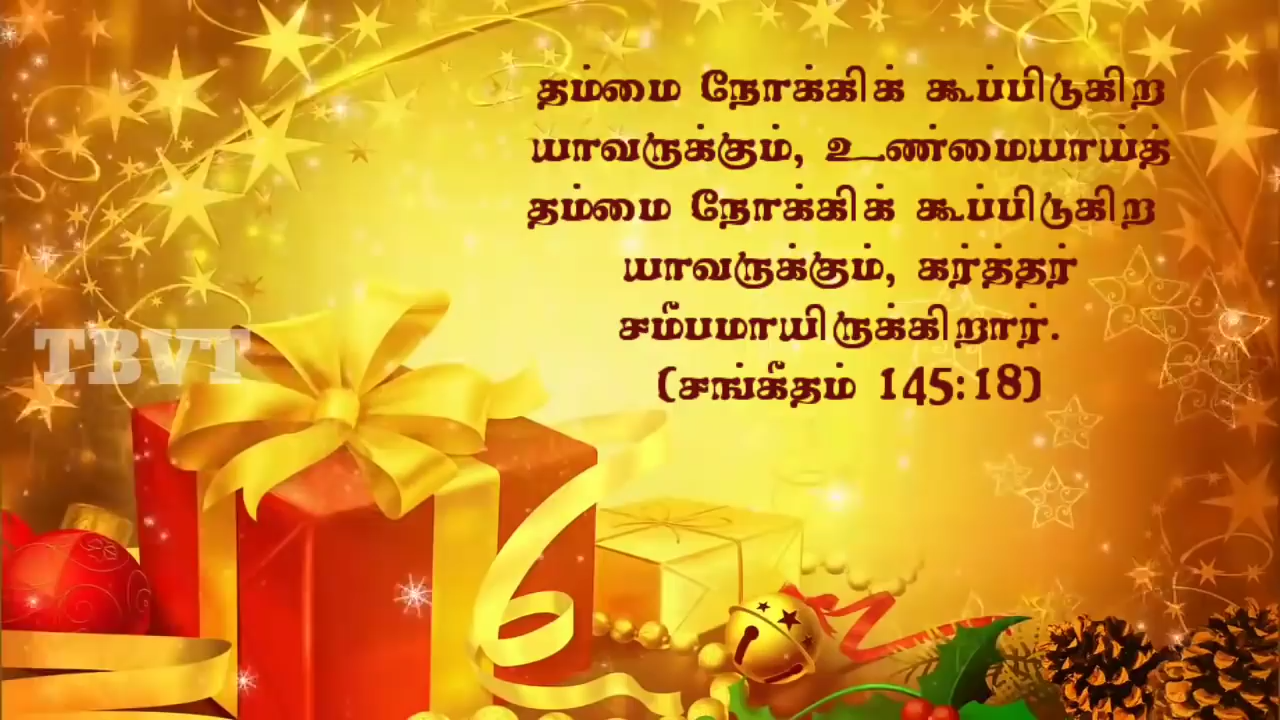 தம்மை நோக்கிக் கூப்பிடுகிற
யாவருக்கும், உண்மையாய்த்
தம்மை நோக்கிக் கூப்பிடுகிற
யாவருக்கும், கர்த்தர்
சமீபமாயிருக்கிறார்.
(சங்கீதம் 145:18)
TBVT